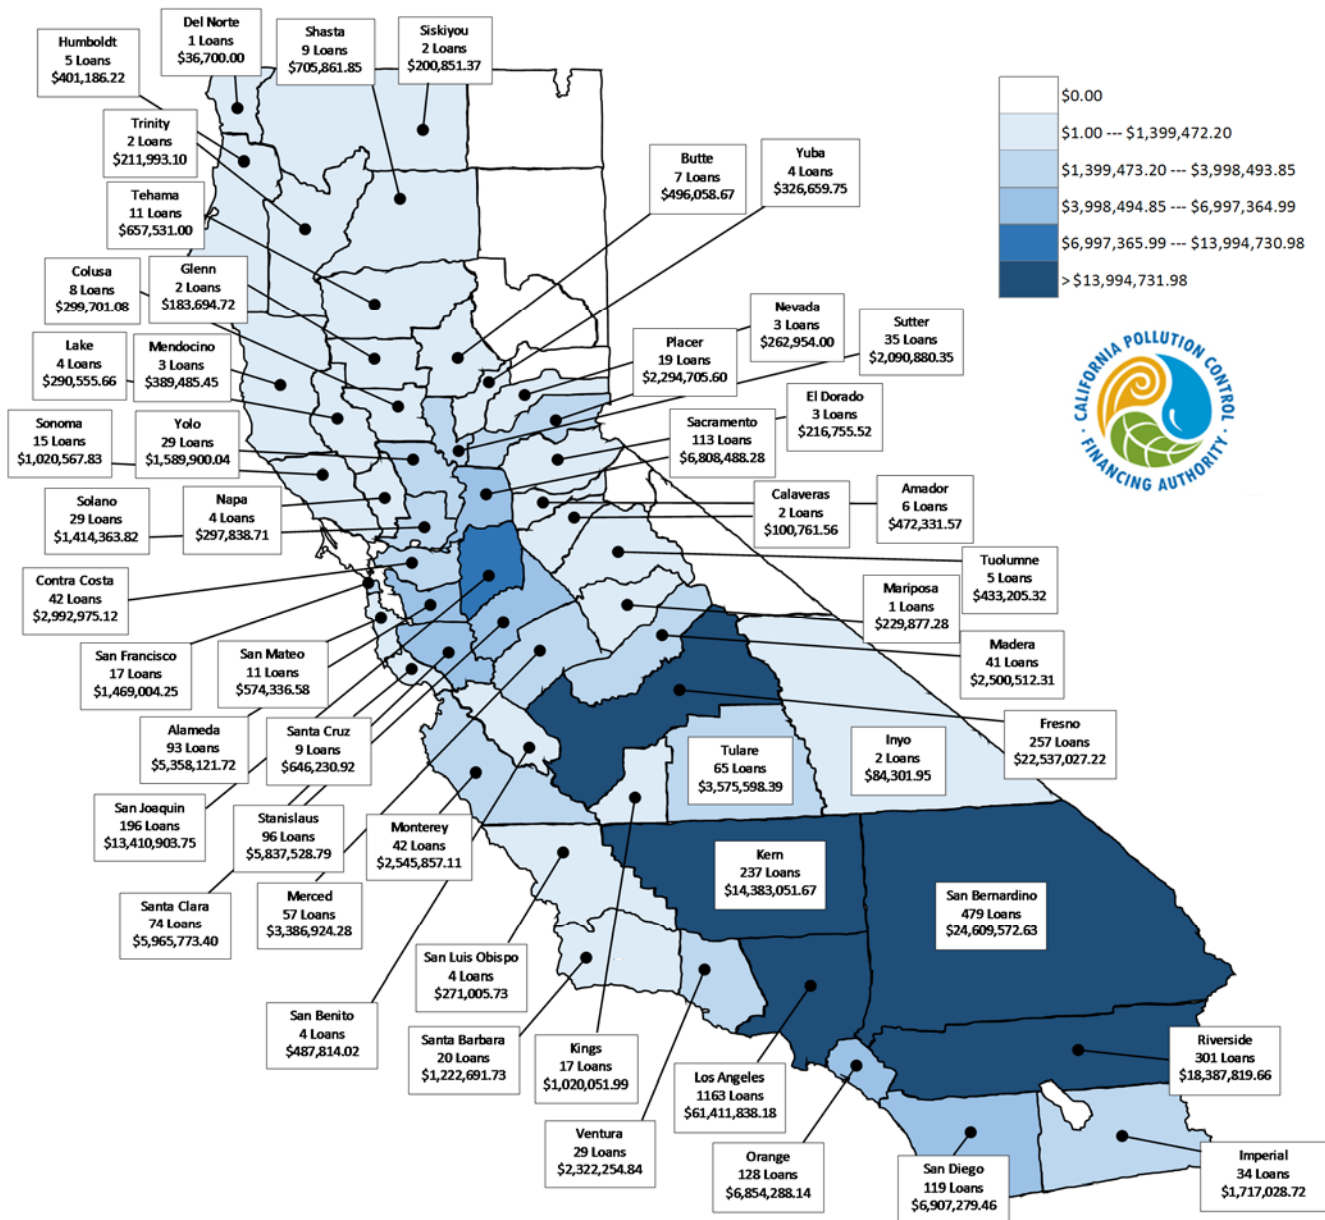 Del Norte
1 Loans
$36,700.00
Shasta
9 Loans
$705,861.85
Siskiyou
2 Loans
$200,851.37
Humboldt
5 Loans
$401,186.22
Trinity
2 Loans
$211,993.10
Tehama
11 Loans
$657,531.00
Butte
7 Loans
$496,058.67
Yuba
4 Loans
$326,659.75
$0.00
$1.00 --- $1,399,472.20
$1,399,473.20 --- $3,998,493.85
$3,998,494.85 --- $6,997,364.99
$6,997,365.99 --- $13,994,730.98
> $13,994,731.98
Colusa
8 Loans
$299,701.08
Glenn
2 Loans
$183,694.72
Nevada
3 Loans
$262,954.00
Sutter
35 Loans
$2,090,880.35
Lake
4 Loans
$290,555.66
Mendocino
3 Loans
$389,485.45
Placer
19 Loans
$2,294,705.60
El Dorado
3 Loans
$216,755.52
CALIFORNIA POLLUTION CONTROL
FINANCING AUTHORITY
Sonoma
15 Loans
$1,020,567.83
Yolo
29 Loans
$1,589,900.04
Sacramento
113 Loans
$6,808,488.28
Solano
29 Loans
$1,414,363.82
Napa
4 Loans
$297,838.71
Calaveras
2 Loans
$100,761.56
Amador
6 Loans
$472,331.57
Tuolumne
5 Loans
$433,205.32
Contra Costa
42 Loans
$2,992,975.12
Mariposa
1 Loans
$229,877.28
Madera
41 Loans
$2,500,512.31
San Francisco
17 Loans
$1,469,004.25
San Mateo
11 Loans
$574,336.58
Alameda
93 Loans
$5,358,121.72
Santa Cruz
9 Loans
$646,230.92
Fresno
257 Loans
$22,537,027.22
Tulare
65 Loans
$3,575,598.39
Inyo
2 Loans
$84,301.95
San Joaquin
196 Loans
$13,410,903.75
Stanislaus
96 Loans
$5,837,528.79
Monterey
42 Loans
$2,545,857.11
Kern
237 Loans
$14,383,051.67
San Bernardino
479 Loans
$24,609,572.63
Santa Clara
74 Loans
$5,965,773.40
Merced
57 Loans
$3,386,924.28
San Luis Obispo
4 Loans
$271,005.73
San Benito
4 Loans
$487,814.02
Santa Barbara
20 Loans
$1,222,691.73
Kings
17 Loans
$1,020,051.99
Los Angeles
1163 Loans
$61,411,838.18
Riverside
301 Loans
$18,387,819.66
Ventura
29 Loans
$2,322,254.84
Orange
128 Loans
$6,854,288.14
San Diego
119 Loans
$6,907,279.46
Imperial
34 Loans
$1,717,028.72